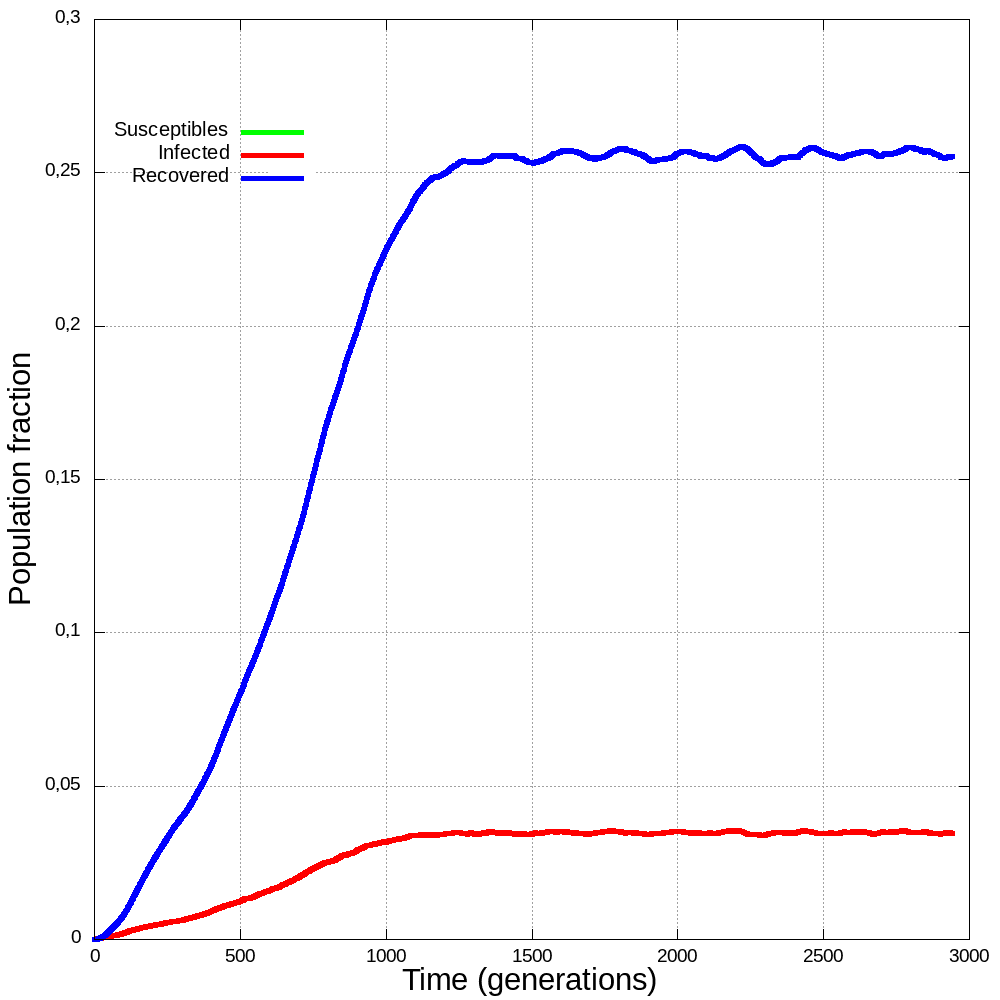 0,3
Susceptibles
Infected
Recovered
0,25
0,2
0,15
0,1
0,05
0
Population fraction
0 500 1000 1500 2000 2500 3000
Time (generations)